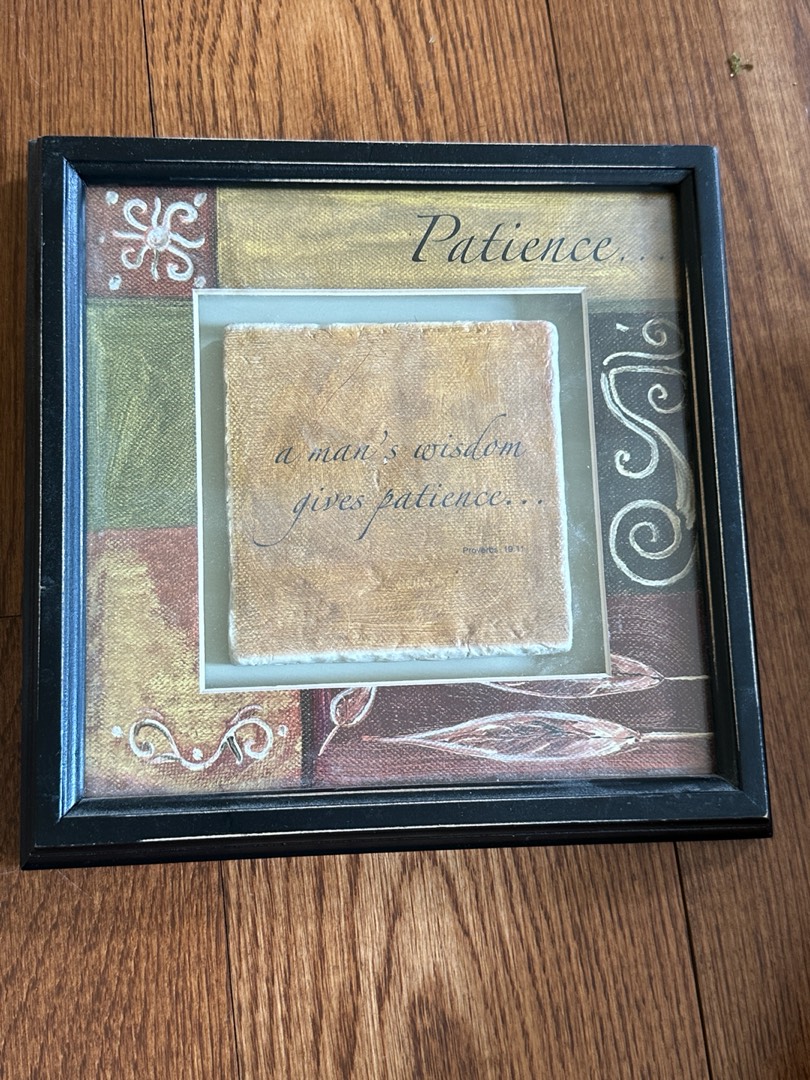 Patience...
a man's wisdom
gives patience...
Proverbs 19:11